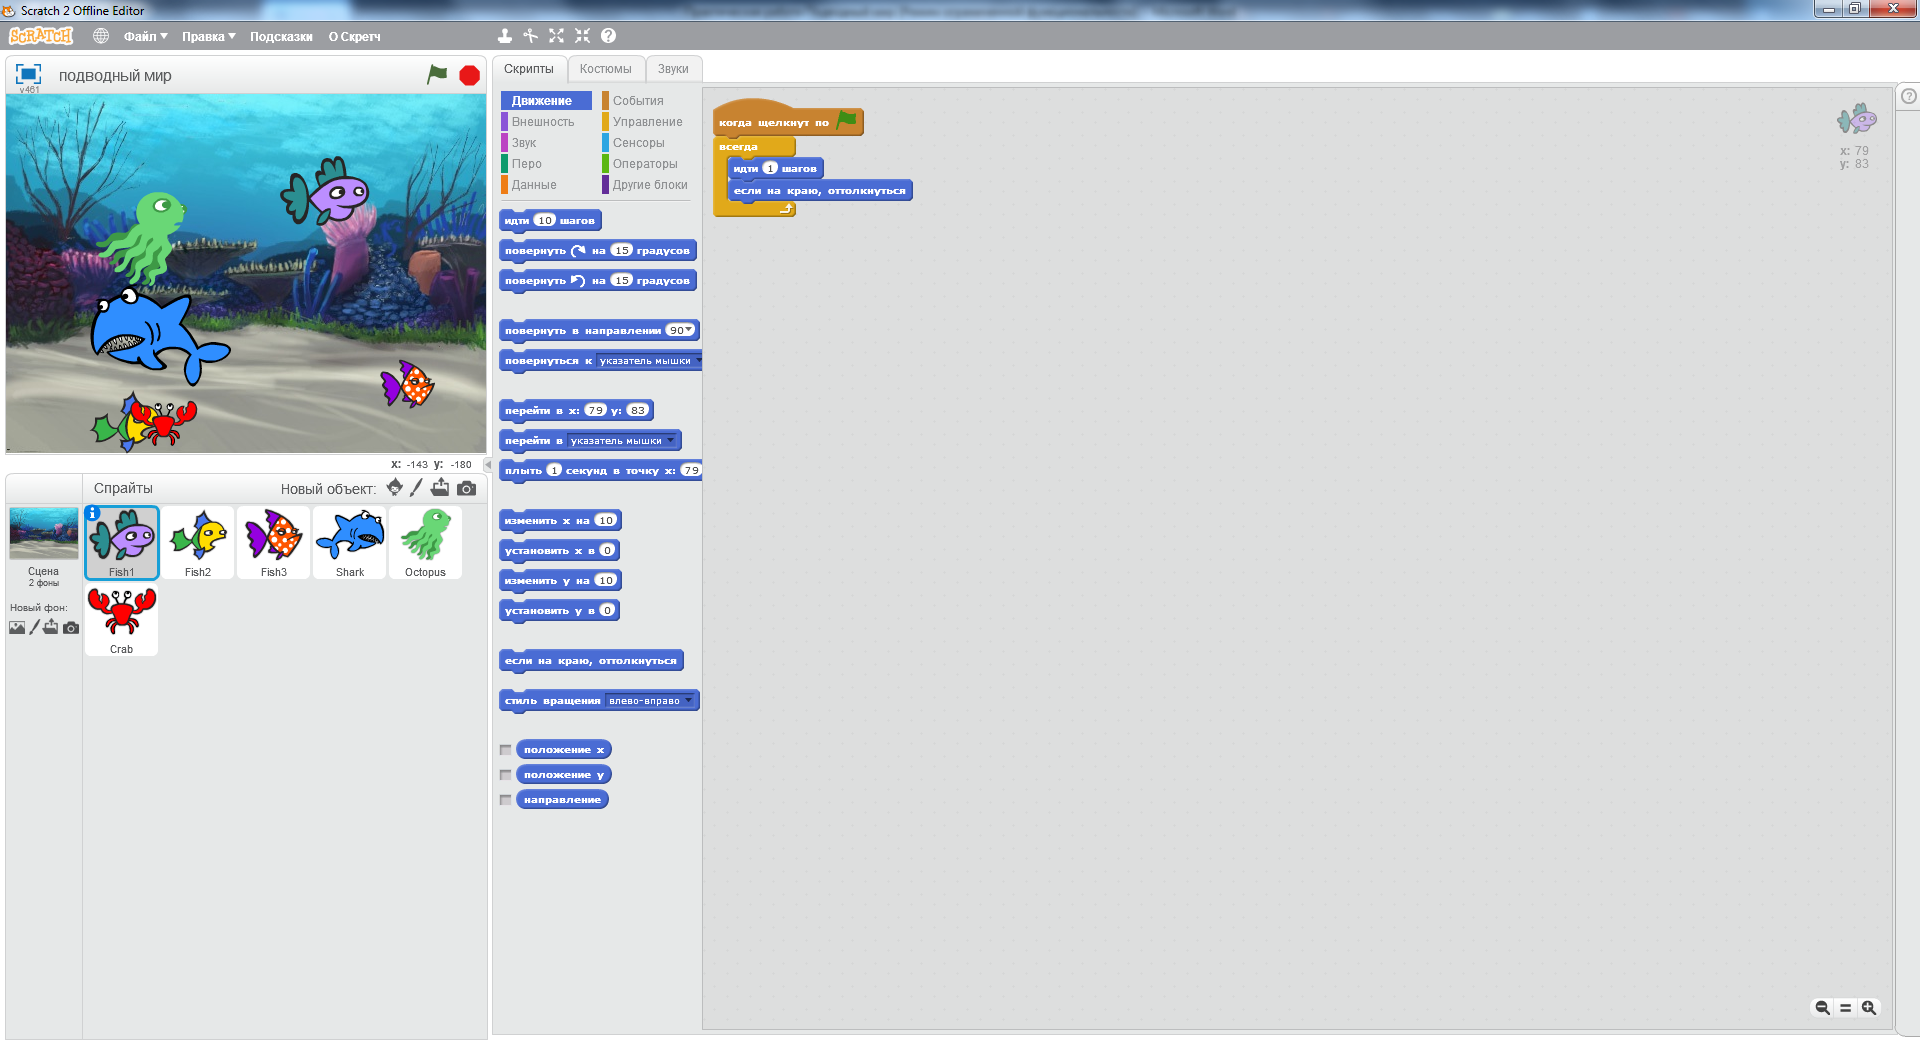 Scratch 2 Offline Editor
SCRATCH
Файл
Правка
Подсказки
О Скретч
подводный мир
v461
x: -143 y: -180
Спрайты
Новый объект:
Fish1
Fish2
Fish3
Shark
Octopus
Crab
Сцена
2 фоны
Новый фон:
Скрипты
Костюмы
Звуки
Движение
События
Внешность
Управление
Звук
Сенсоры
Перо
Операторы
Данные
Другие блоки
идти 10 шагов
повернуть на 15 градусов
повернуть на 15 градусов
повернуть в направлении 90
повернуться к указатель мышки
перейти в x: 79 y: 83
перейти в указатель мышки
плыть 1 секунд в точку x: 79
изменить x на 10
установить x в 0
изменить y на 10
установить y в 0
если на краю, оттолкнуться
стиль вращения влево-вправо
положение x
положение y
направление
когда щелкнут по
всегда
идти 1 шагов
если на краю, оттолкнуться
x: 79
y: 83